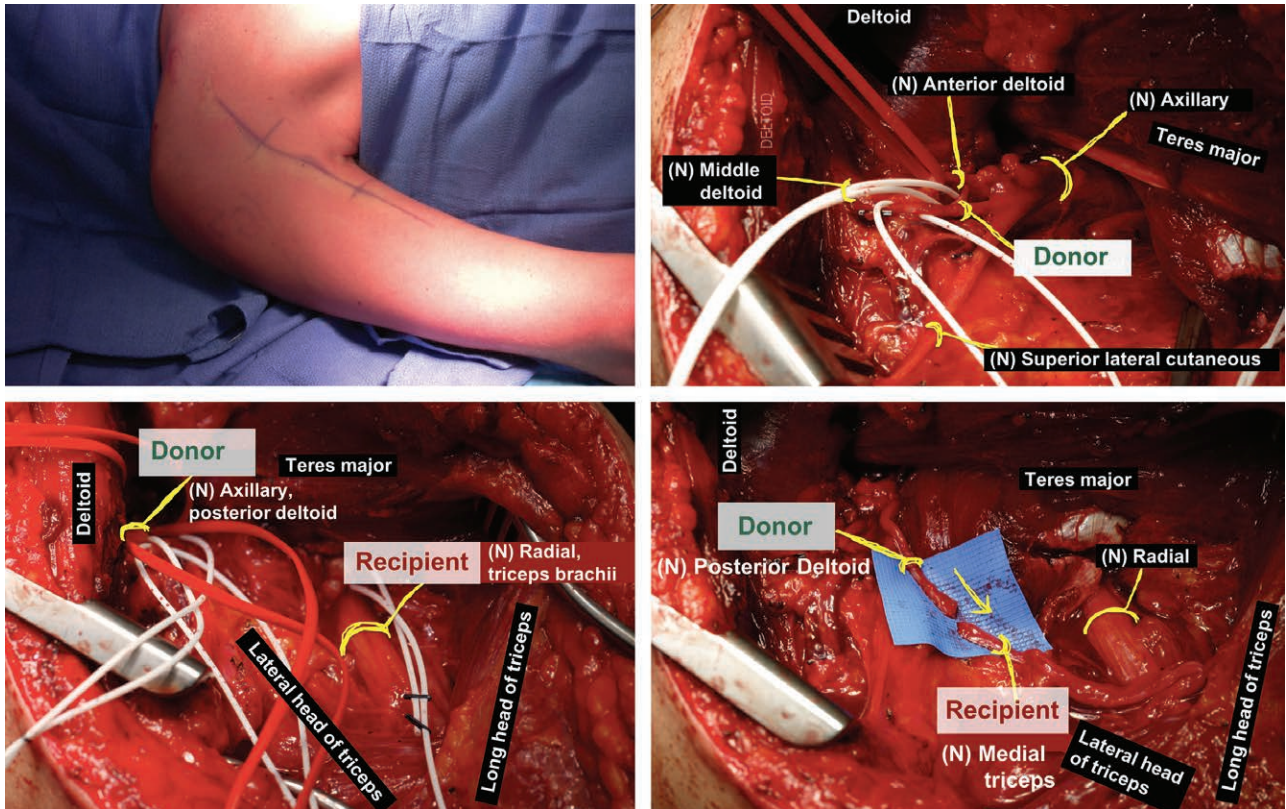 Deltoid
(N) Anterior deltoid
(N) Axillary
Teres major
DELTOID
(N) Middle
deltoid
Donor
(N) Superior lateral cutaneous
Donor
Teres major
(N) Axillary,
posterior deltoid
Deltoid
Recipient
(N) Radial,
triceps brachii
Lateral head of triceps
Long head of triceps
Deltoid
Teres major
Donor
(N) Posterior Deltoid
(N) Radial
Recipient
(N) Medial
triceps
Lateral head
of triceps
Long head of triceps